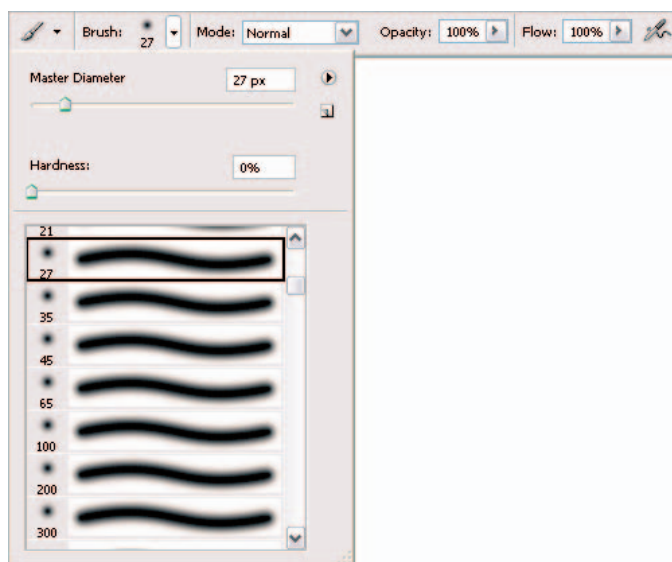 Brush: 27 Mode: Normal Opacity: 100% Flow: 100%
Master Diameter 27 px
Hardness: 0%
21
27
35
45
65
100
200
300